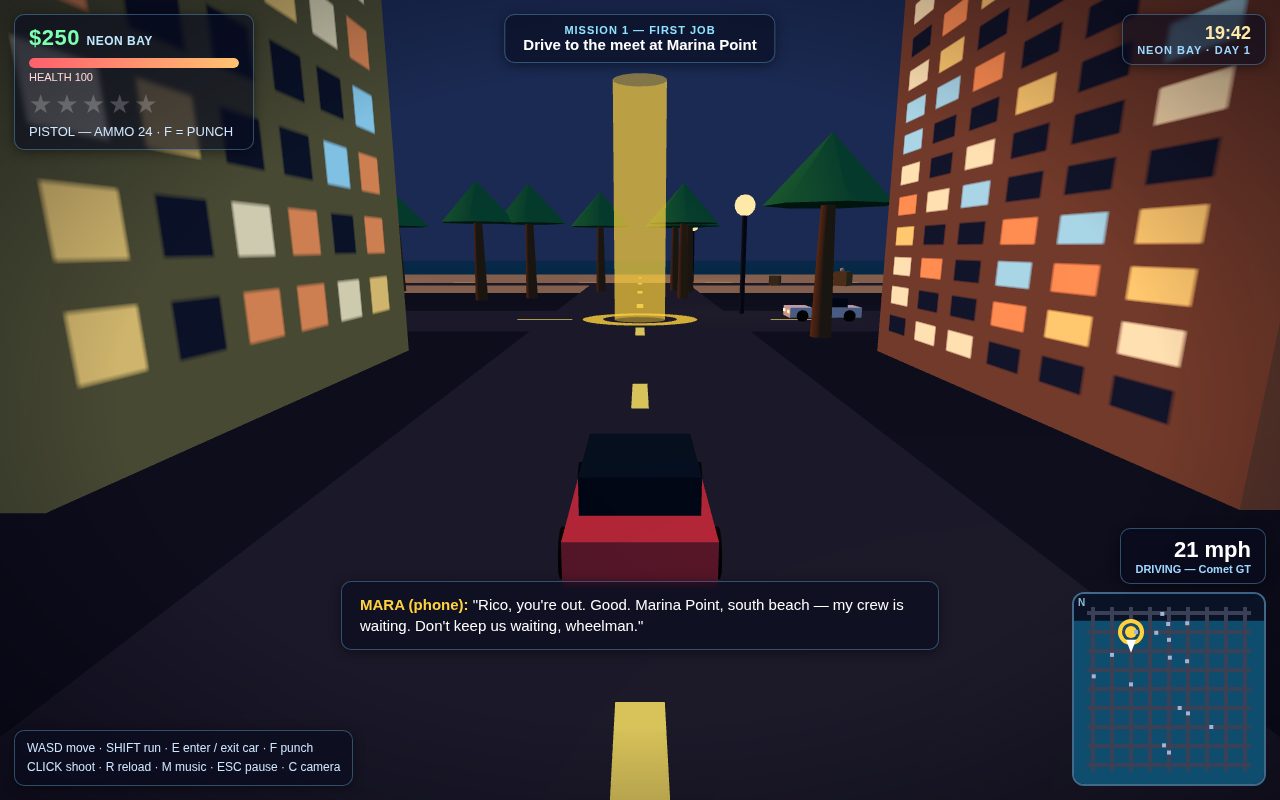 $250 NEON BAY
HEALTH 100
★★★★★
PISTOL — AMMO 24 · F = PUNCH
MISSION 1 — FIRST JOB
Drive to the meet at Marina Point
19:42
NEON BAY · DAY 1
MARA (phone): "Rico, you're out. Good. Marina Point, south beach — my crew is
waiting. Don't keep us waiting, wheelman."
21 mph
DRIVING — Comet GT
N
WASD move · SHIFT run · E enter / exit car · F punch
CLICK shoot · R reload · M music · ESC pause · C camera